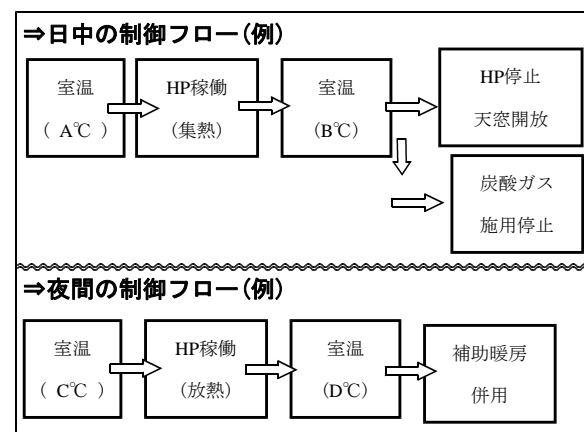 ⇒日中の制御フロー(例)
室温
( A℃ )
HP稼働
(集熱)
室温
(B℃)
HP停止
天窓開放
炭酸ガス
施用停止
⇒夜間の制御フロー(例)
室温
( C℃ )
HP稼働
(放熱)
室温
(D℃)
補助暖房
併用